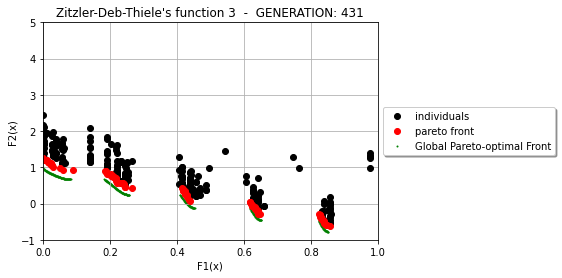 Zitzler-Deb-Thiele's function 3 - GENERATION: 431
5
4
3
2
1
0
−1
F2(x)
0.0 0.2 0.4 0.6 0.8 1.0
F1(x)
individuals
pareto front
Global Pareto-optimal Front